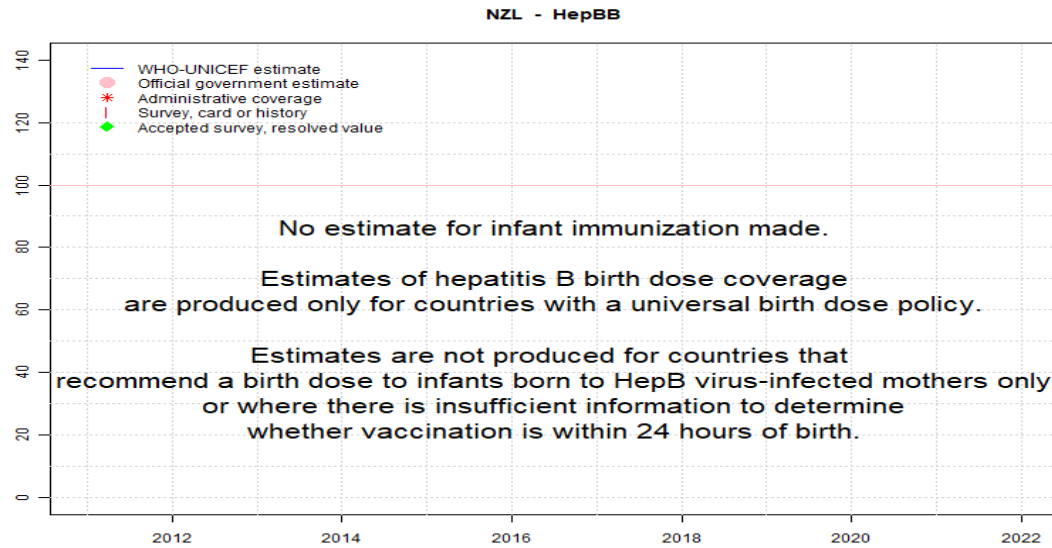 NZL - HepBB
140
120
100
80
60
40
20
0
WHO-UNICEF estimate
Official government estimate
Administrative coverage
Survey, card or history
Accepted survey, resolved value
No estimate for infant immunization made.
Estimates of hepatitis B birth dose coverage
are produced only for countries with a universal birth dose policy.
Estimates are not produced for countries that
recommend a birth dose to infants born to HepB virus-infected mothers only
or where there is insufficient information to determine
whether vaccination is within 24 hours of birth.
2012 2014 2016 2018 2020 2022